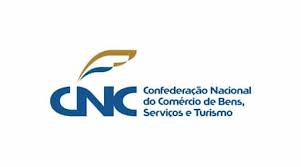 CNC
Confederação Nacional
do Comércio de Bens,
Serviços e Turismo